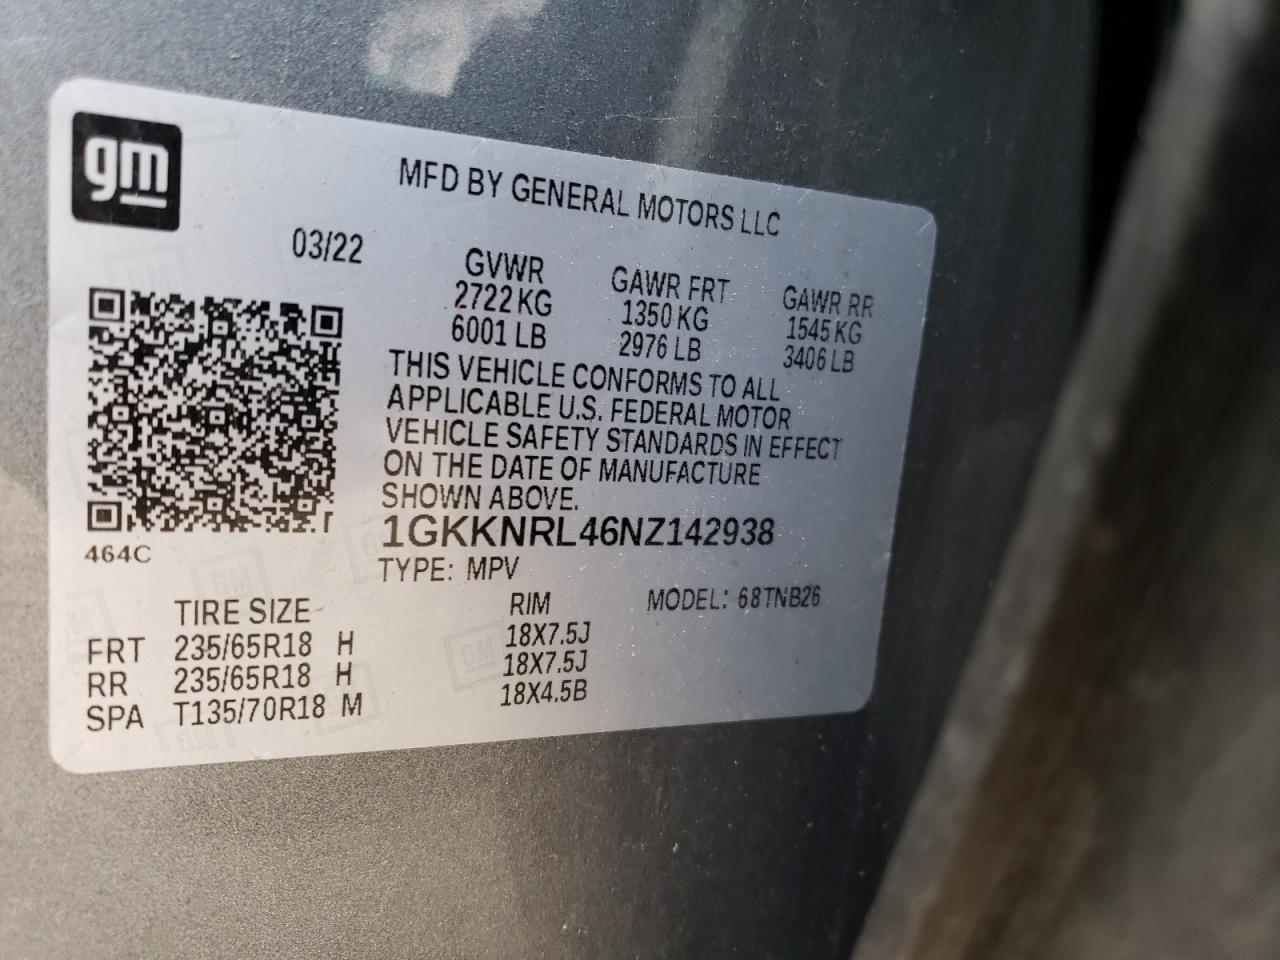 gm
MFD BY GENERAL MOTORS LLC
03/22
GVWR GAWR FRT GAWR RR
2722 KG 1350 KG 1545 KG
6001 LB 2976 LB 3406 LB
THIS VEHICLE CONFORMS TO ALL
APPLICABLE U.S. FEDERAL MOTOR
VEHICLE SAFETY STANDARDS IN EFFECT
ON THE DATE OF MANUFACTURE
SHOWN ABOVE.
1GKKNRL46NZ142938
464C
TYPE: MPV MODEL: 68TNB26
TIRE SIZE RIM
FRT 235/65R18 H 18X7.5J
RR 235/65R18 H 18X7.5J
SPA T135/70R18 M 18X4.5B